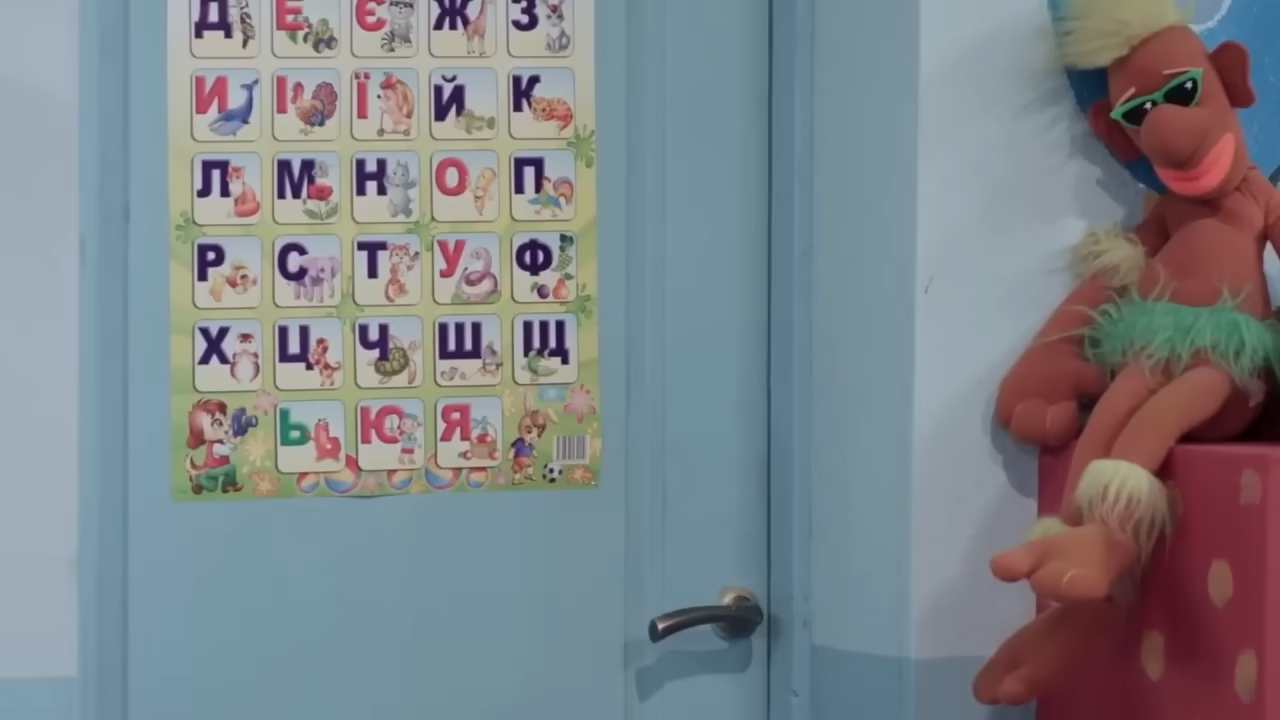 Д Е Є Ж З
И І Ї Й К
Л М Н О П
Р С Т У Ф
Х Ц Ч Ш Щ
Ь Ю Я